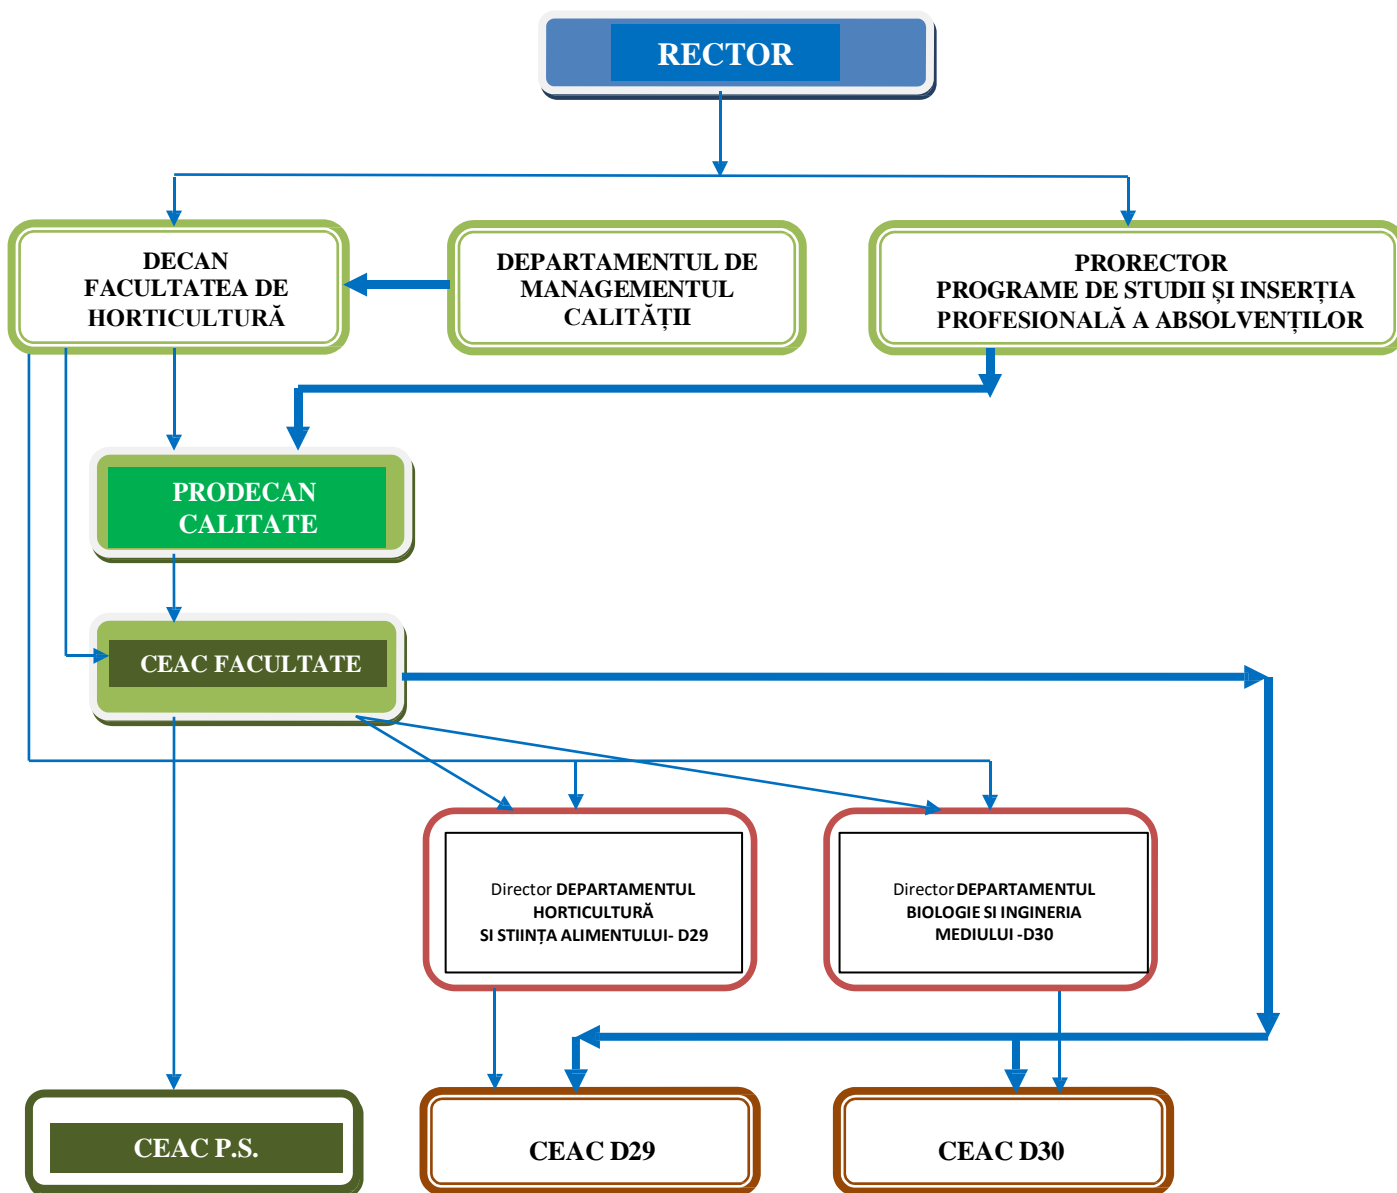 RECTOR
DECAN
FACULTATEA DE
HORTICULTURĂ
DEPARTAMENTUL DE
MANAGEMENTUL
CALITĂȚII
PRORECTOR
PROGRAME DE STUDII ȘI INSERȚIA
PROFESIONALĂ A ABSOLVENȚILOR
PRODECAN
CALITATE
CEAC FACULTATE
Director DEPARTAMENTUL
HORTICULTURĂ
SI STIINȚA ALIMENTULUI- D29
Director DEPARTAMENTUL
BIOLOGIE SI INGINERIA
MEDIULUI -D30
CEAC P.S.
CEAC D29
CEAC D30